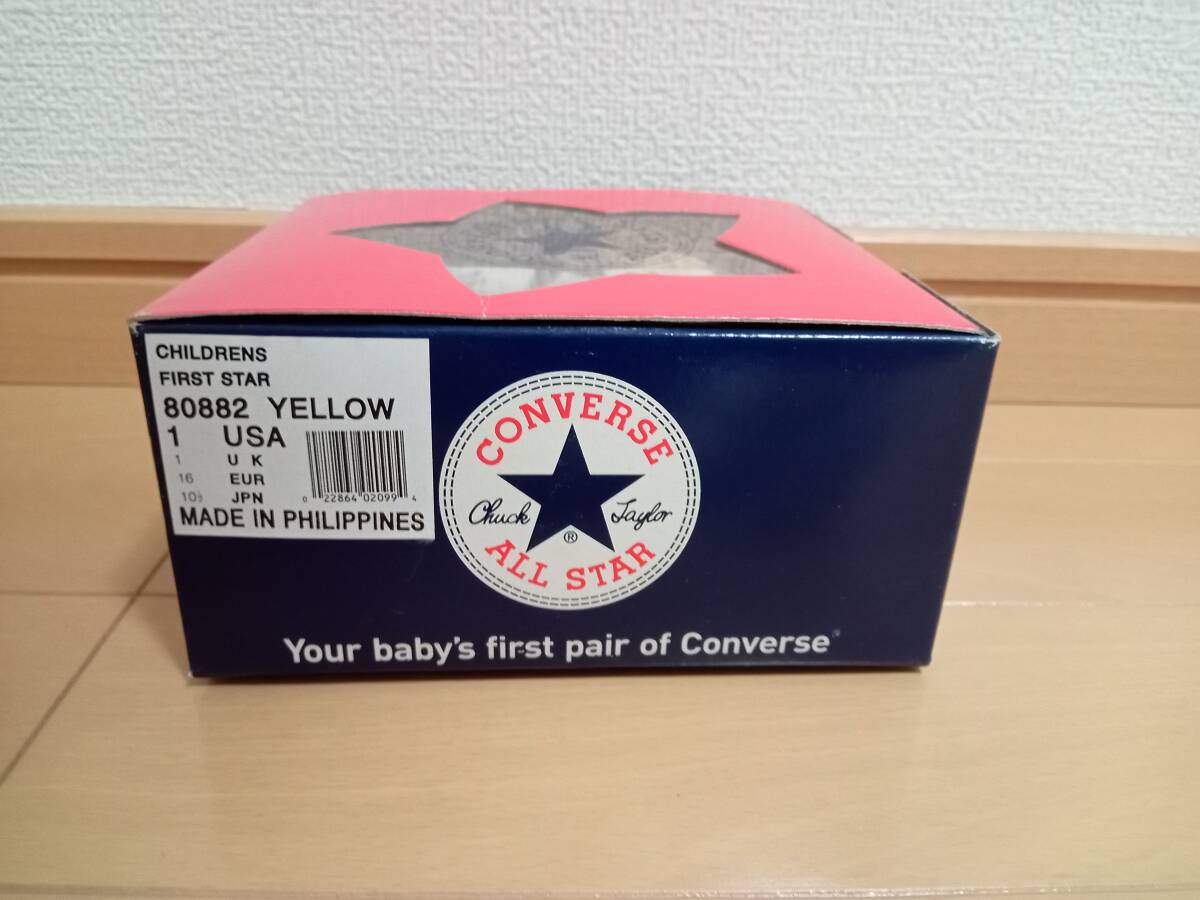 CHILDRENS
FIRST STAR
80882 YELLOW
1 USA
1 U K
16 EUR
10½ JPN
0 22864 02099 4
MADE IN PHILIPPINES
CONVERSE
Chuck Taylor
®
ALL STAR
Your baby's first pair of Converse®